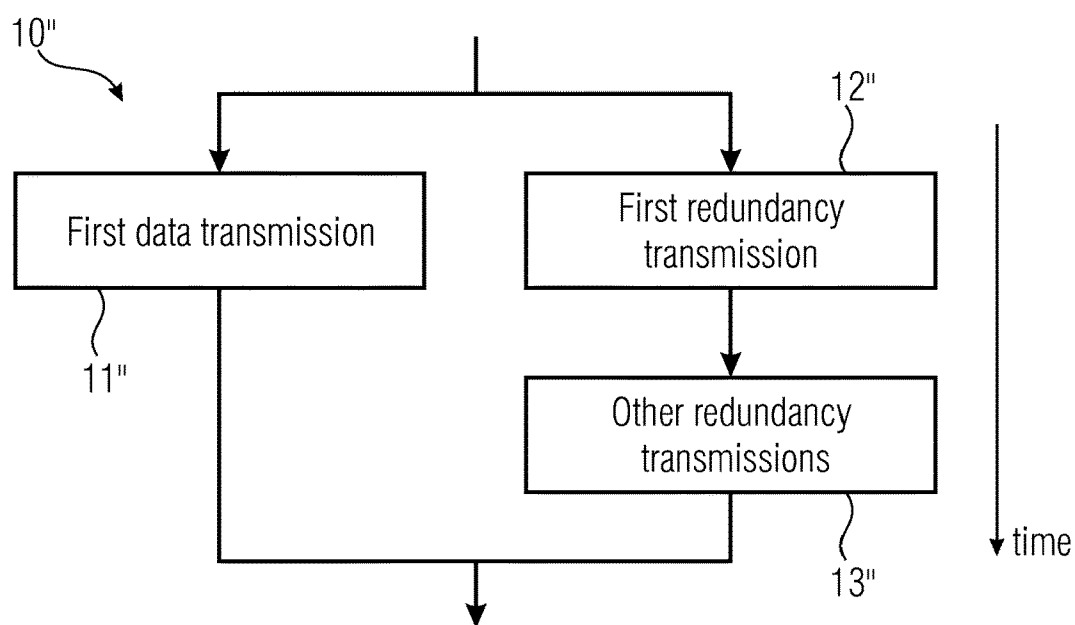 10"
12"
First data transmission
First redundancy
transmission
11"
Other redundancy
transmissions
time
13"